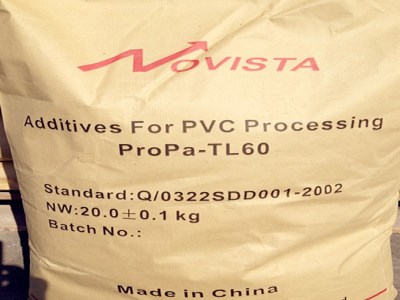 NOVISTA
Additives For PVC Processing
ProPa-TL60
Standard:Q/0322SDD001-2002
NW:20.0±0.1 kg
Batch No.:
Made in China